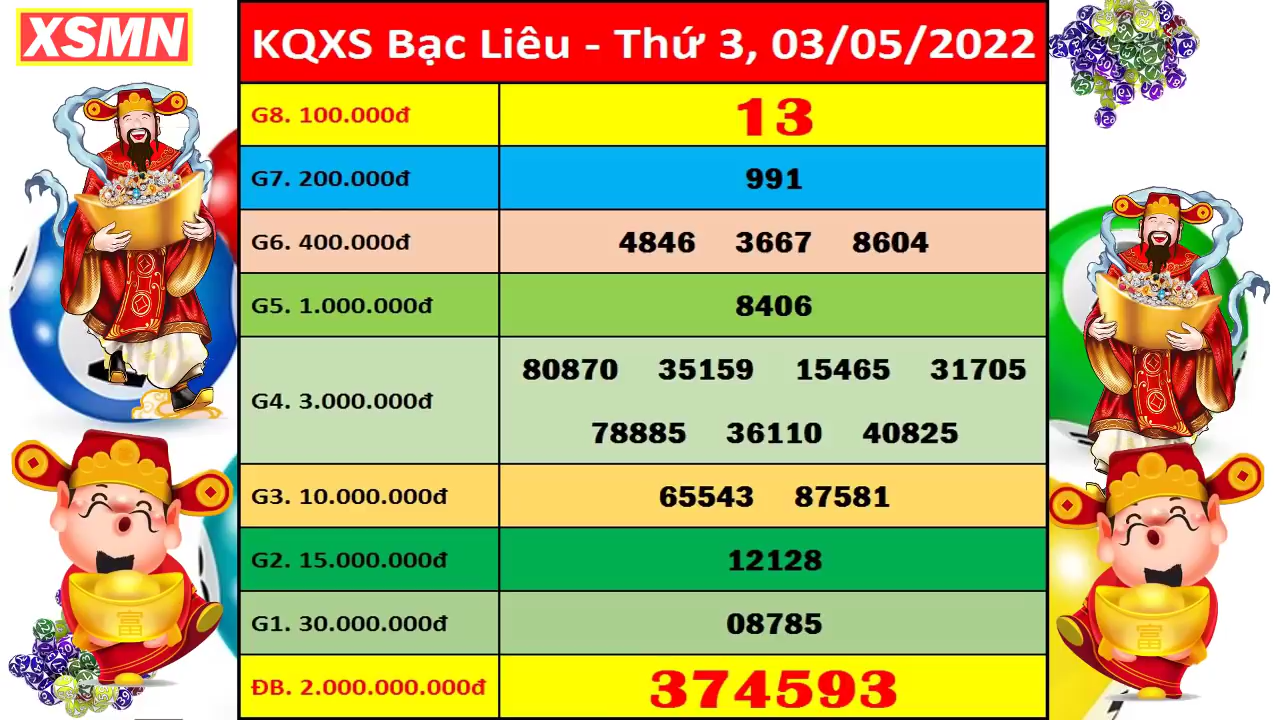 XSMN
KQXS Bạc Liêu - Thứ 3, 03/05/2022
G8. 100.000đ 13
G7. 200.000đ 991
G6. 400.000đ 4846 3667 8604
G5. 1.000.000đ 8406
G4. 3.000.000đ 80870 35159 15465 31705
78885 36110 40825
G3. 10.000.000đ 65543 87581
G2. 15.000.000đ 12128
G1. 30.000.000đ 08785
ĐB. 2.000.000.000đ 374593
富
富